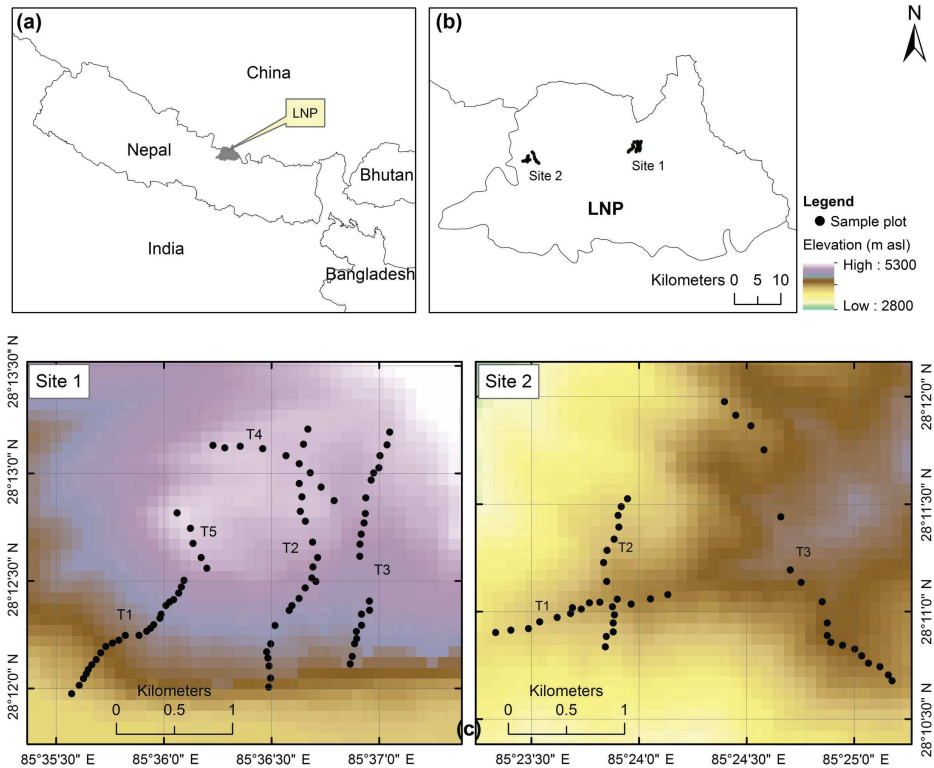 (a)
China
LNP
Nepal
Bhutan
India
Bangladesh
(b)
Site 2
Site 1
LNP
Kilometers 0 5 10
N
Legend
Sample plot
Elevation (m asl)
High : 5300
Low : 2800
Site 1
28°13'30" N
28°13'0" N
28°12'30" N
28°12'0" N
T4
T5
T2
T3
T1
Kilometers
0 0.5 1
85°35'30" E 85°36'0" E 85°36'30" E 85°37'0" E
(c)
Site 2
T2
T3
T1
Kilometers
0 0.5 1
28°12'0" N
28°11'30" N
28°11'0" N
28°10'30" N
85°23'30" E 85°24'0" E 85°24'30" E 85°25'0" E